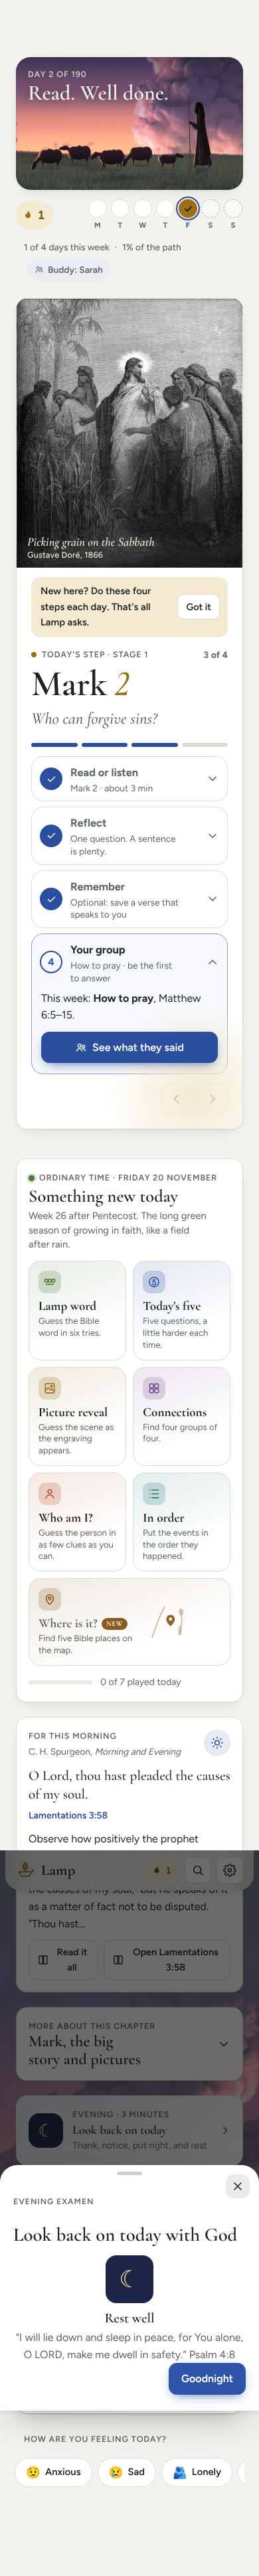 DAY 2 OF 190
Read. Well done.
1
M T W T F S S
1 of 4 days this week · 1% of the path
Buddy: Sarah
Picking grain on the Sabbath
Gustave Doré, 1866
New here? Do these four
steps each day. That's all
Lamp asks.
Got it
TODAY'S STEP · STAGE 1
3 of 4
Mark 2
Who can forgive sins?
Read or listen
Mark 2 · about 3 min
Reflect
One question. A sentence
is plenty.
Remember
Optional: save a verse that
speaks to you
4
Your group
How to pray · be the first
to answer
This week: How to pray, Matthew
6:5–15.
See what they said
ORDINARY TIME · FRIDAY 20 NOVEMBER
Something new today
Week 26 after Pentecost. The long green
season of growing in faith, like a field
after rain.
Lamp word
Guess the Bible
word in six tries.
5
Today's five
Five questions, a
little harder each
time.
Picture reveal
Guess the scene as
the engraving
appears.
Connections
Find four groups of
four.
Who am I?
Guess the person in
as few clues as you
can.
In order
Put the events in
the order they
happened.
Where is it? NEW
Find five Bible places on
the map.
0 of 7 played today
FOR THIS MORNING
C. H. Spurgeon, Morning and Evening
O Lord, thou hast pleaded the causes
of my soul.
Lamentations 3:58
Observe how positively the prophet
Lamp
1
the causes of my soul," but he speaks of it
as a matter of fact not to be disputed.
"Thou hast…
Read it
all
Open Lamentations
3:58
MORE ABOUT THIS CHAPTER
Mark, the big
story and pictures
EVENING · 3 MINUTES
Look back on today
Thank, notice, put right, and rest
EVENING EXAMEN
Look back on today with God
Rest well
"I will lie down and sleep in peace, for You alone,
O LORD, make me dwell in safety." Psalm 4:8
Goodnight
HOW ARE YOU FEELING TODAY?
Anxious
Sad
Lonely